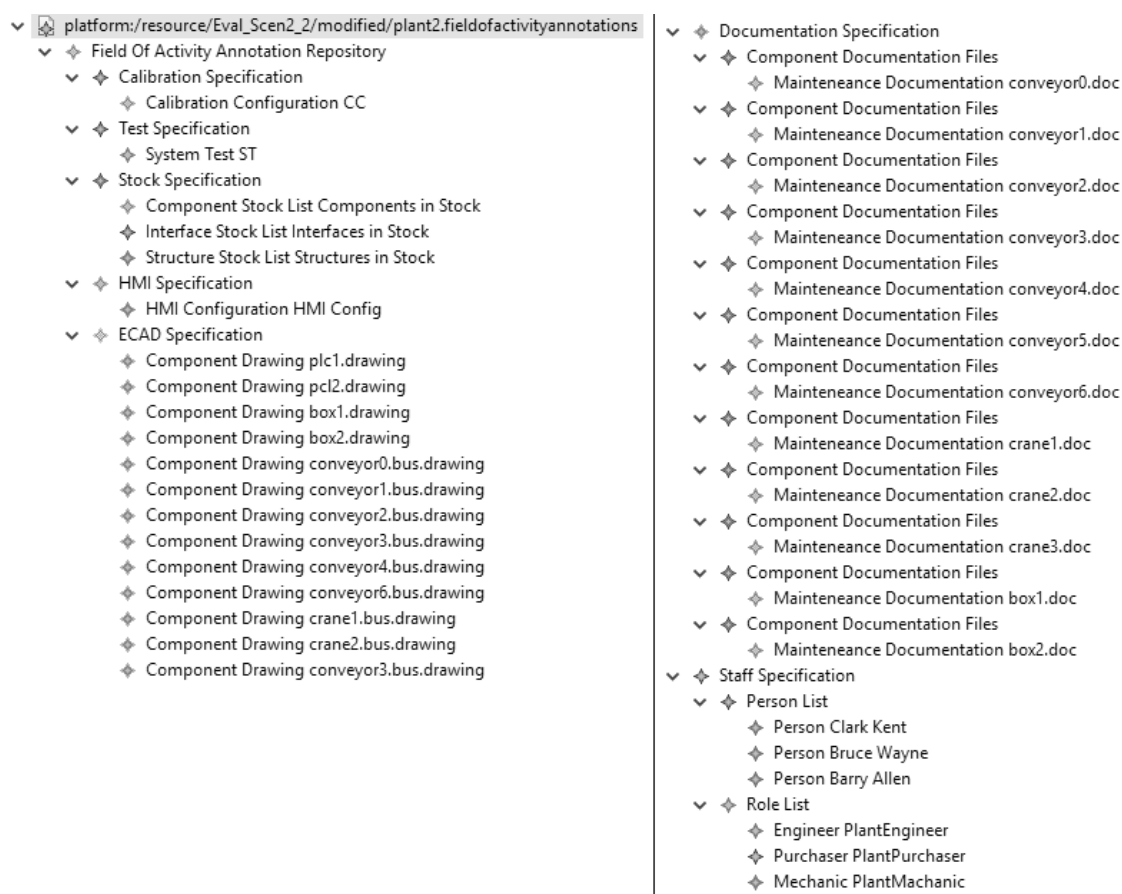 platform:/resource/Eval_Scen2_2/modified/plant2.fieldofactivityannotations
Field Of Activity Annotation Repository
Calibration Specification
Calibration Configuration CC
Test Specification
System Test ST
Stock Specification
Component Stock List Components in Stock
Interface Stock List Interfaces in Stock
Structure Stock List Structures in Stock
HMI Specification
HMI Configuration HMI Config
ECAD Specification
Component Drawing plc1.drawing
Component Drawing pcl2.drawing
Component Drawing box1.drawing
Component Drawing box2.drawing
Component Drawing conveyor0.bus.drawing
Component Drawing conveyor1.bus.drawing
Component Drawing conveyor2.bus.drawing
Component Drawing conveyor3.bus.drawing
Component Drawing conveyor4.bus.drawing
Component Drawing conveyor6.bus.drawing
Component Drawing crane1.bus.drawing
Component Drawing crane2.bus.drawing
Component Drawing conveyor3.bus.drawing
Documentation Specification
Component Documentation Files
Mainteneance Documentation conveyor0.doc
Component Documentation Files
Mainteneance Documentation conveyor1.doc
Component Documentation Files
Mainteneance Documentation conveyor2.doc
Component Documentation Files
Mainteneance Documentation conveyor3.doc
Component Documentation Files
Mainteneance Documentation conveyor4.doc
Component Documentation Files
Mainteneance Documentation conveyor5.doc
Component Documentation Files
Mainteneance Documentation conveyor6.doc
Component Documentation Files
Mainteneance Documentation crane1.doc
Component Documentation Files
Mainteneance Documentation crane2.doc
Component Documentation Files
Mainteneance Documentation crane3.doc
Component Documentation Files
Mainteneance Documentation box1.doc
Component Documentation Files
Mainteneance Documentation box2.doc
Staff Specification
Person List
Person Clark Kent
Person Bruce Wayne
Person Barry Allen
Role List
Engineer PlantEngineer
Purchaser PlantPurchaser
Mechanic PlantMachanic